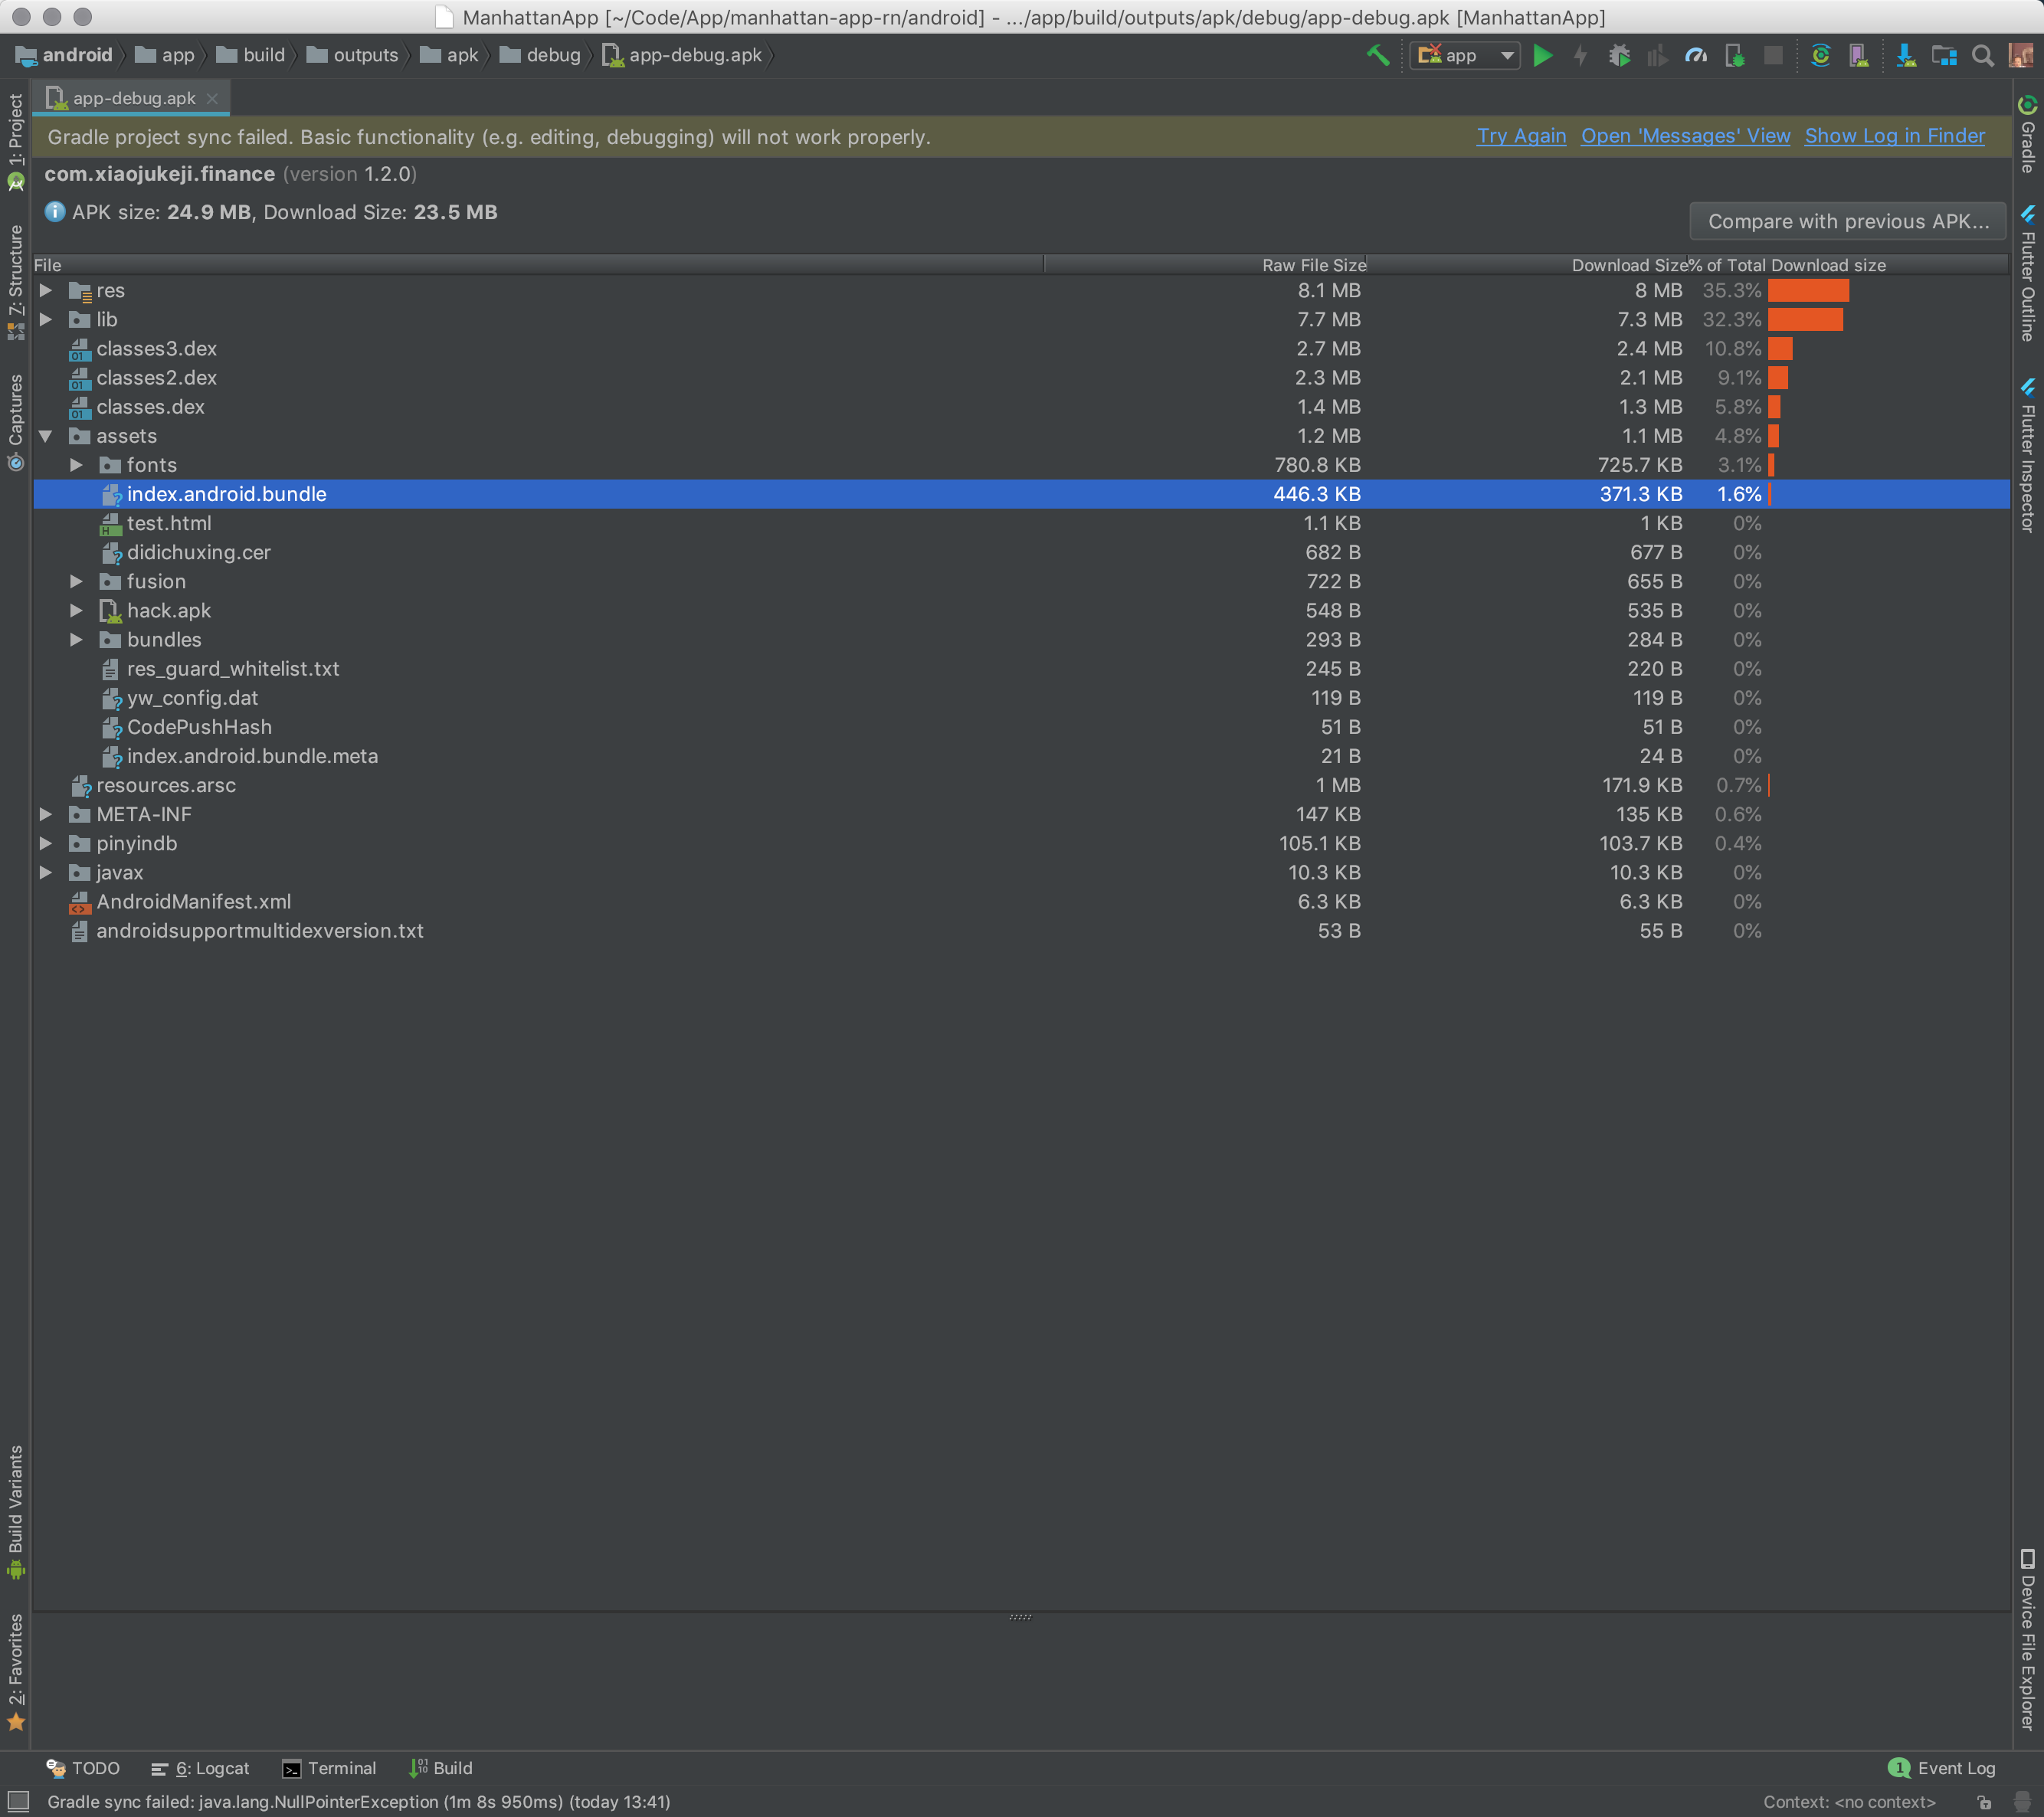 ManhattanApp [~/Code/App/manhattan-app-rn/android] - .../app/build/outputs/apk/debug/app-debug.apk [ManhattanApp]
android app build outputs apk debug app-debug.apk app
app-debug.apk
Gradle project sync failed. Basic functionality (e.g. editing, debugging) will not work properly. Try Again Open 'Messages' View Show Log in Finder
com.xiaojukeji.finance (version 1.2.0)
APK size: 24.9 MB, Download Size: 23.5 MB
Compare with previous APK...
File Raw File Size Download Size % of Total Download size
res 8.1 MB 8 MB 35.3%
lib 7.7 MB 7.3 MB 32.3%
classes3.dex 2.7 MB 2.4 MB 10.8%
classes2.dex 2.3 MB 2.1 MB 9.1%
classes.dex 1.4 MB 1.3 MB 5.8%
assets 1.2 MB 1.1 MB 4.8%
fonts 780.8 KB 725.7 KB 3.1%
index.android.bundle 446.3 KB 371.3 KB 1.6%
test.html 1.1 KB 1 KB 0%
didichuxing.cer 682 B 677 B 0%
fusion 722 B 655 B 0%
hack.apk 548 B 535 B 0%
bundles 293 B 284 B 0%
res_guard_whitelist.txt 245 B 220 B 0%
yw_config.dat 119 B 119 B 0%
CodePushHash 51 B 51 B 0%
index.android.bundle.meta 21 B 24 B 0%
resources.arsc 1 MB 171.9 KB 0.7%
META-INF 147 KB 135 KB 0.6%
pinyindb 105.1 KB 103.7 KB 0.4%
javax 10.3 KB 10.3 KB 0%
AndroidManifest.xml 6.3 KB 6.3 KB 0%
androidsupportmultidexversion.txt 53 B 55 B 0%
1: Project
Z: Structure
Captures
Build Variants
2: Favorites
Gradle
Flutter Outline
Flutter Inspector
Device File Explorer
TODO 6: Logcat Terminal Build 1 Event Log
Gradle sync failed: java.lang.NullPointerException (1m 8s 950ms) (today 13:41) Context: <no context>